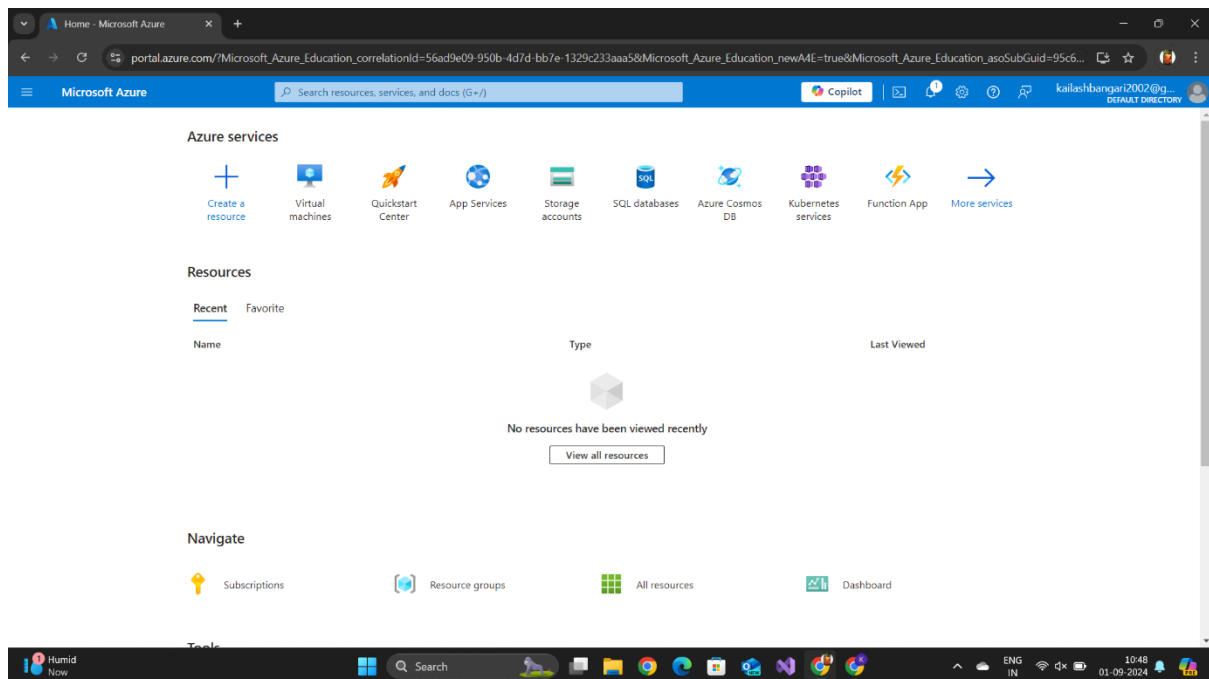 Home - Microsoft Azure
portal.azure.com/?Microsoft_Azure_Education_correlationId=56ad9e09-950b-4d7d-bb7e-1329c233aaa5&Microsoft_Azure_Education_newA4E=true&Microsoft_Azure_Education_asoSubGuid=95c6...
Microsoft Azure
Search resources, services, and docs (G+/)
Copilot
1
kailashbangari2002@g...
DEFAULT DIRECTORY
Azure services
Create a resource
Virtual machines
Quickstart Center
App Services
Storage accounts
SQL
SQL databases
Azure Cosmos DB
Kubernetes services
Function App
More services
Resources
Recent Favorite
Name Type Last Viewed
No resources have been viewed recently
View all resources
Navigate
Subscriptions Resource groups All resources Dashboard
Tools
1
Humid
Now
Search
ENG
IN
10:48
01-09-2024